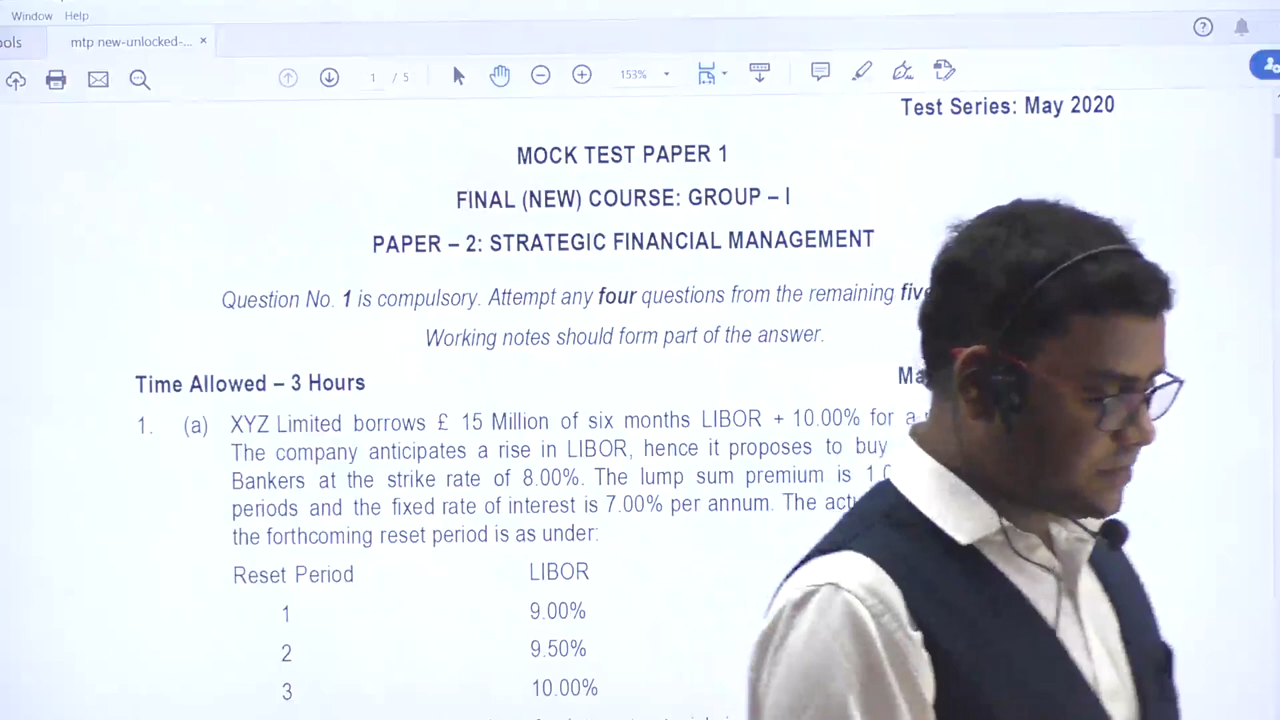 Window Help
ols
mtp new-unlocked-... ×
1 / 5
153%
Test Series: May 2020
MOCK TEST PAPER 1
FINAL (NEW) COURSE: GROUP – I
PAPER – 2: STRATEGIC FINANCIAL MANAGEMENT
Question No. 1 is compulsory. Attempt any four questions from the remaining five
Working notes should form part of the answer.
Time Allowed – 3 Hours
Ma
1. (a) XYZ Limited borrows £ 15 Million of six months LIBOR + 10.00% for a
The company anticipates a rise in LIBOR, hence it proposes to buy
Bankers at the strike rate of 8.00%. The lump sum premium is 1.0
periods and the fixed rate of interest is 7.00% per annum. The actu
the forthcoming reset period is as under:
Reset Period LIBOR
1 9.00%
2 9.50%
3 10.00%